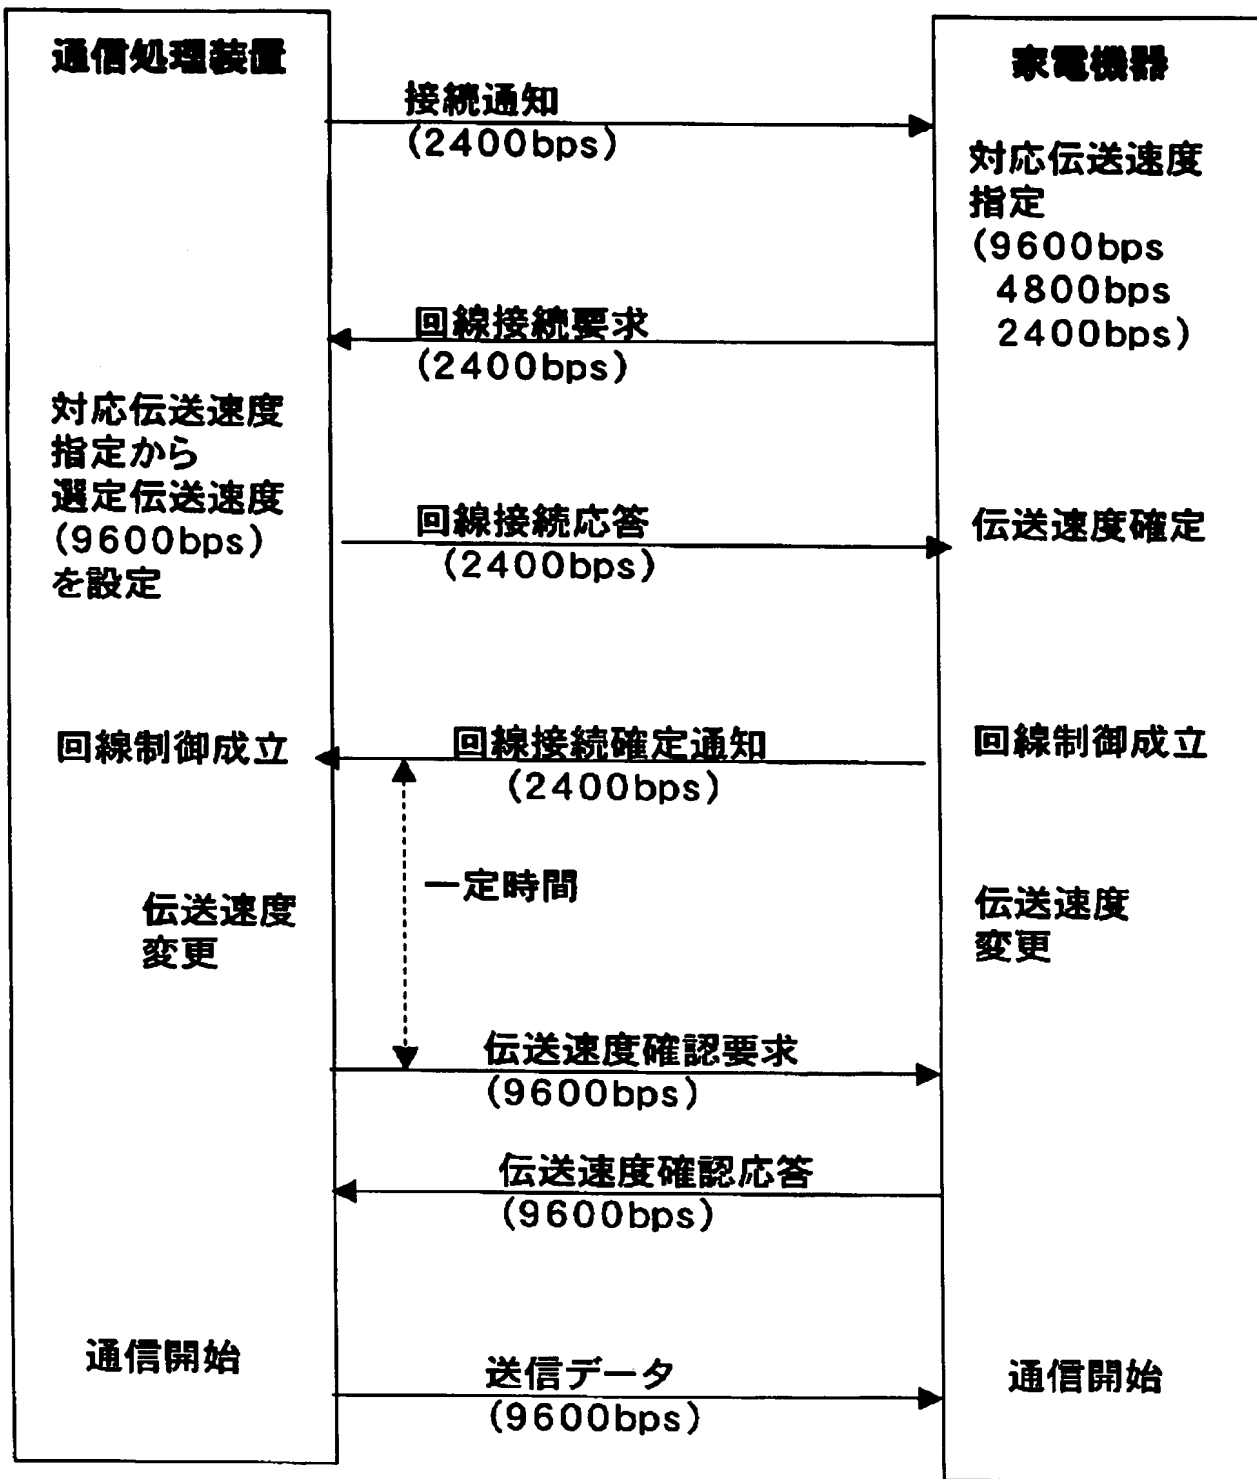 通信処理装置
家電機器
接続通知
(2400bps)
対応伝送速度
指定
(9600bps
4800bps
2400bps)
回線接続要求
(2400bps)
対応伝送速度
指定から
選定伝送速度
(9600bps)
を設定
回線接続応答
(2400bps)
伝送速度確定
回線制御成立
回線接続確定通知
(2400bps)
回線制御成立
一定時間
伝送速度
変更
伝送速度
変更
伝送速度確認要求
(9600bps)
伝送速度確認応答
(9600bps)
通信開始
送信データ
(9600bps)
通信開始